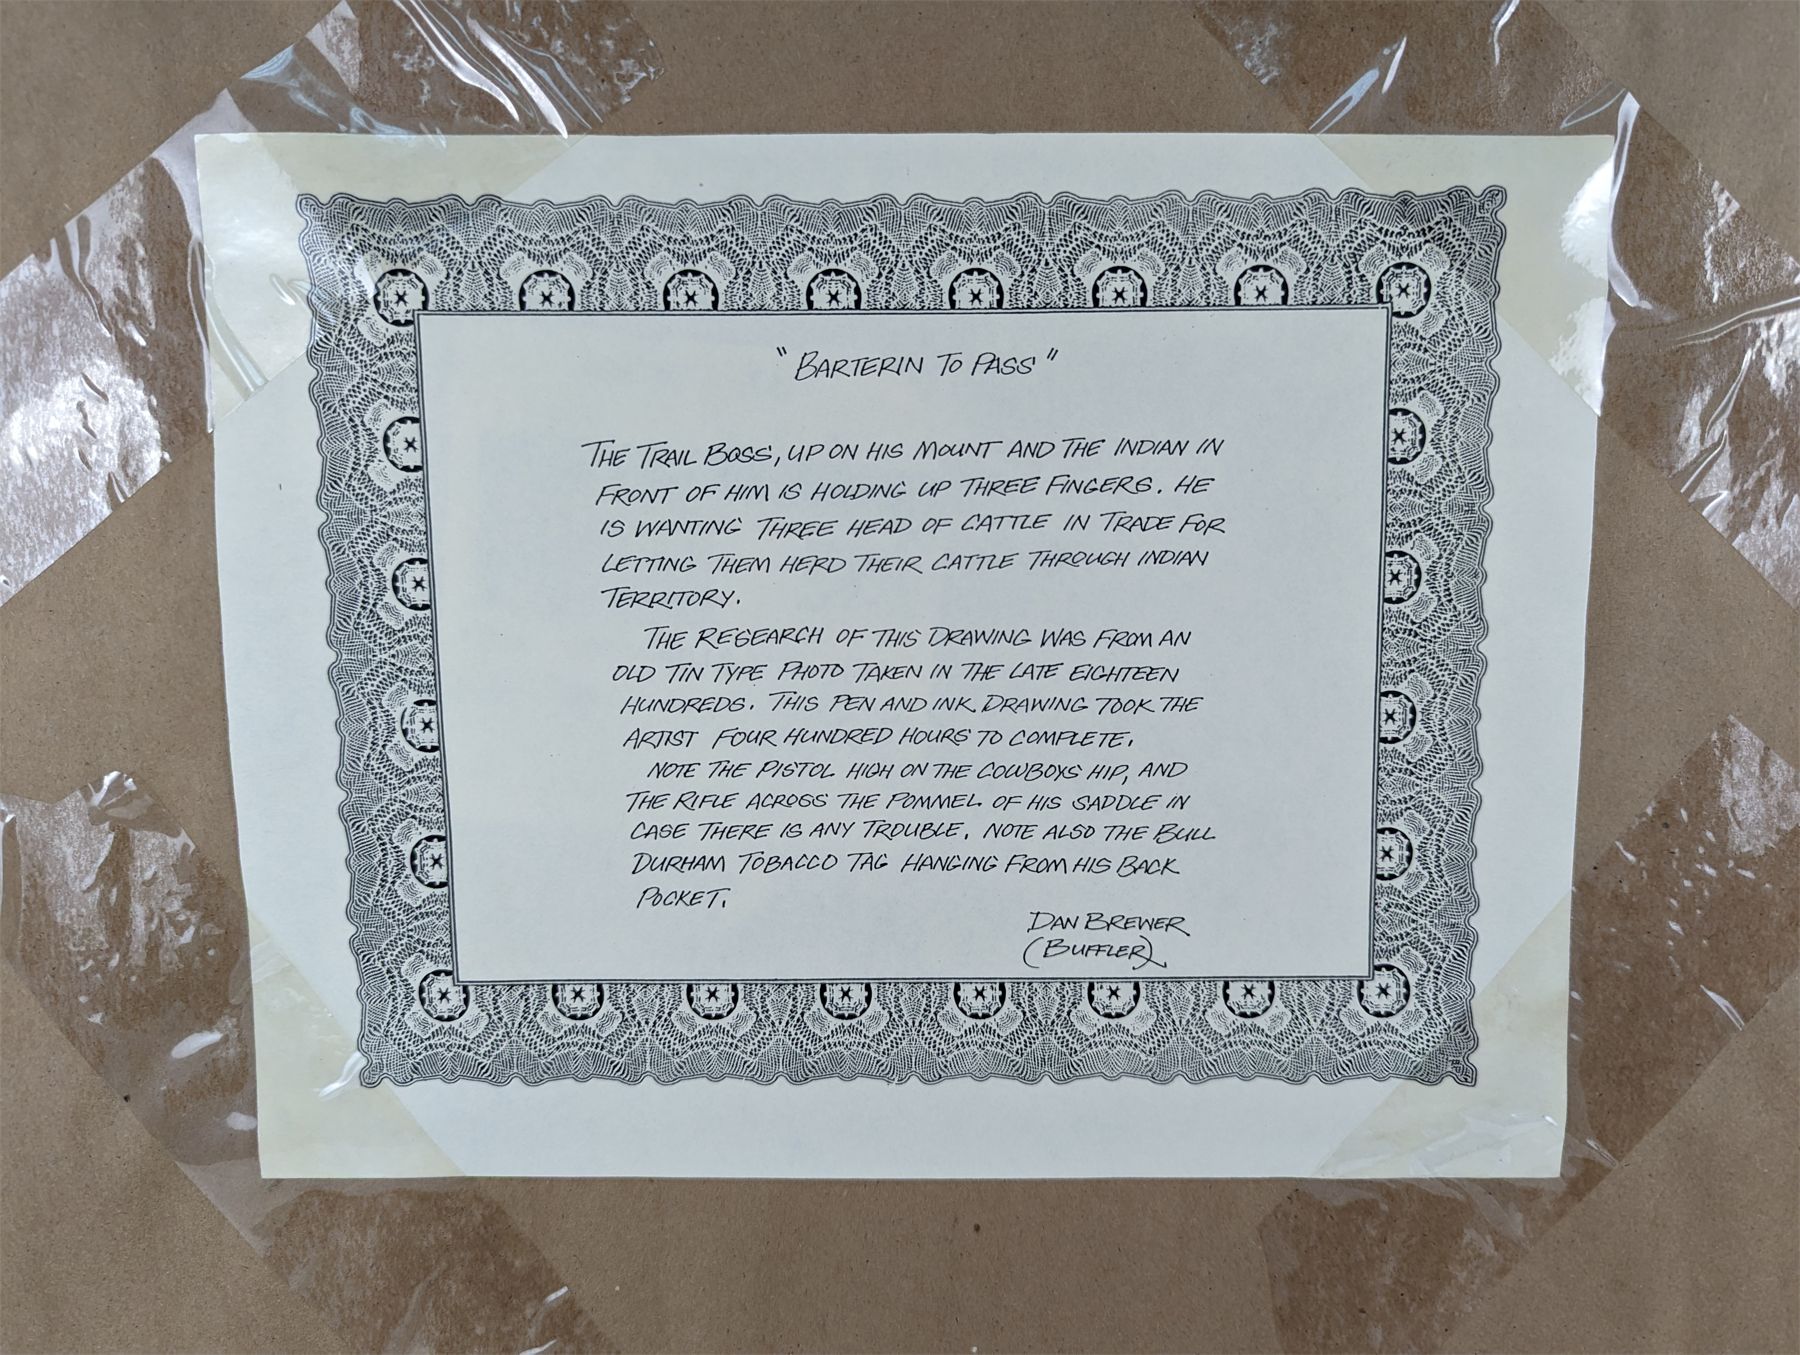 "BARTERIN TO PASS"
THE TRAIL BOSS, UP ON HIS MOUNT AND THE INDIAN IN
FRONT OF HIM IS HOLDING UP THREE FINGERS. HE
IS WANTING THREE HEAD OF CATTLE IN TRADE FOR
LETTING THEM HERD THEIR CATTLE THROUGH INDIAN
TERRITORY.
THE RESEARCH OF THIS DRAWING WAS FROM AN
OLD TIN TYPE PHOTO TAKEN IN THE LATE EIGHTEEN
HUNDREDS. THIS PEN AND INK DRAWING TOOK THE
ARTIST FOUR HUNDRED HOURS TO COMPLETE.
NOTE THE PISTOL HIGH ON THE COWBOYS HIP, AND
THE RIFLE ACROSS THE POMMEL OF HIS SADDLE IN
CASE THERE IS ANY TROUBLE. NOTE ALSO THE BULL
DURHAM TOBACCO TAG HANGING FROM HIS BACK
POCKET.
DAN BREWER
(BUFFLER)